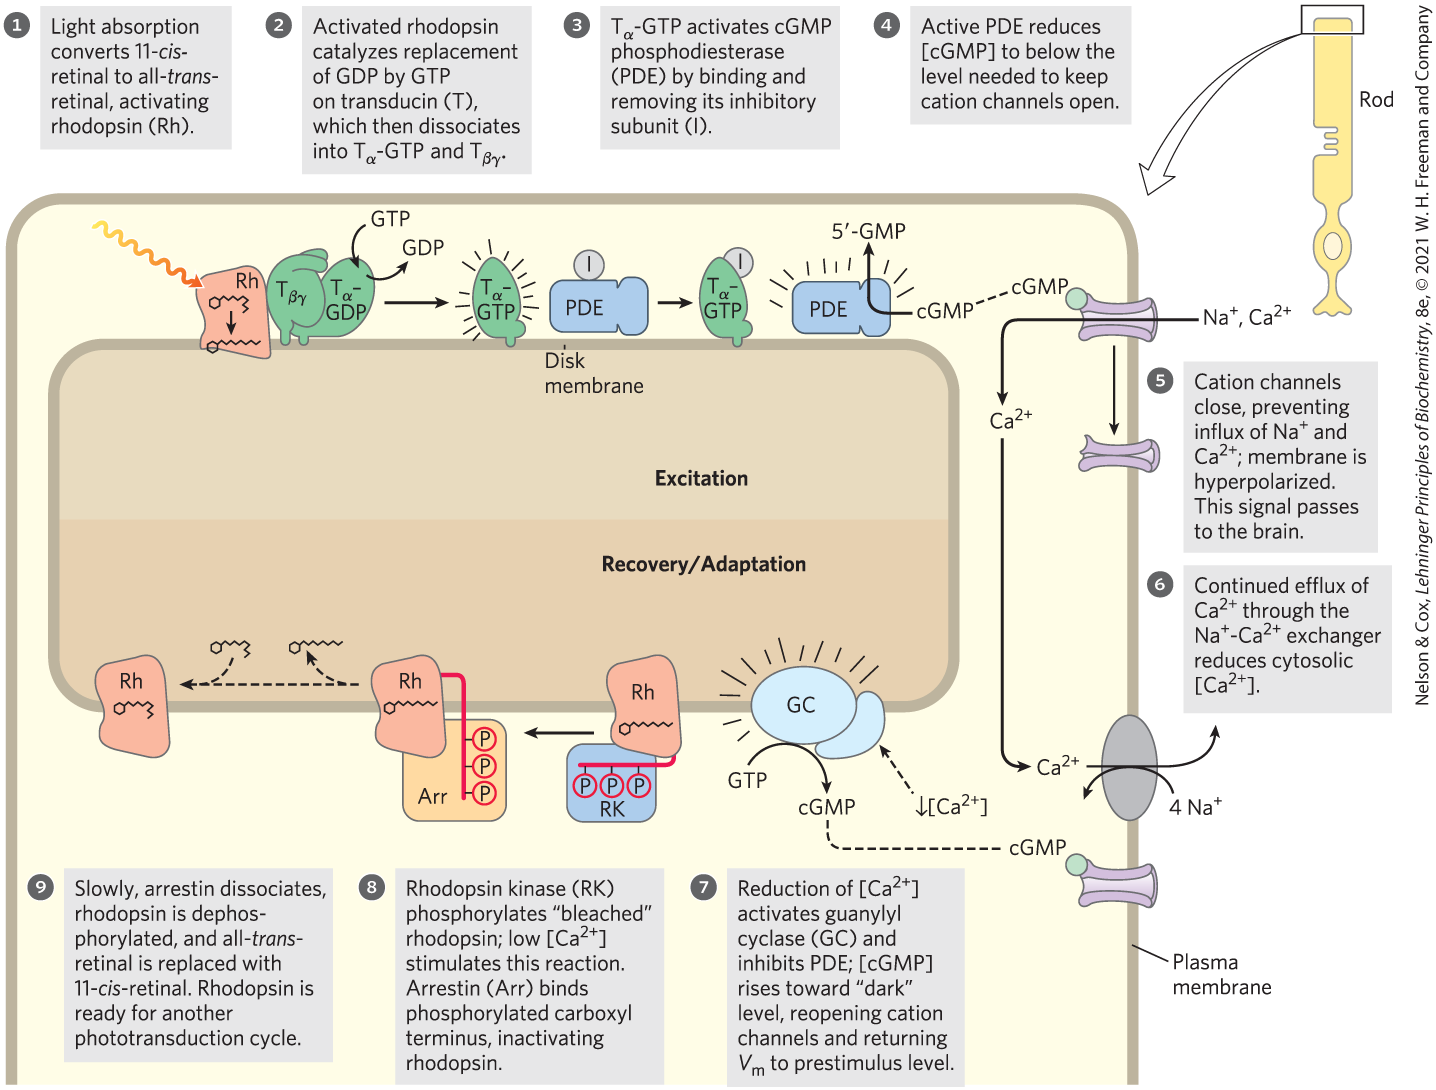 1
Light absorption
converts 11-cis-
retinal to all-trans-
retinal, activating
rhodopsin (Rh).
2
Activated rhodopsin
catalyzes replacement
of GDP by GTP
on transducin (T),
which then dissociates
into Tα-GTP and Tβγ.
3
Tα-GTP activates cGMP
phosphodiesterase
(PDE) by binding and
removing its inhibitory
subunit (I).
4
Active PDE reduces
[cGMP] to below the
level needed to keep
cation channels open.
Rod
Nelson & Cox, Lehninger Principles of Biochemistry, 8e, © 2021 W. H. Freeman and Company
GTP
GDP
Rh
Tβγ
Tα–
GDP
Tα–
GTP
I
PDE
I
Tα–
GTP
5′-GMP
PDE
cGMP
cGMP
Na⁺, Ca²⁺
Disk
membrane
Ca²⁺
5
Cation channels
close, preventing
influx of Na⁺ and
Ca²⁺; membrane is
hyperpolarized.
This signal passes
to the brain.
Excitation
Recovery/Adaptation
6
Continued efflux of
Ca²⁺ through the
Na⁺-Ca²⁺ exchanger
reduces cytosolic
[Ca²⁺].
Rh
Rh
P
P
P
Arr
Rh
P P P
RK
GC
GTP
cGMP
↓[Ca²⁺]
Ca²⁺
4 Na⁺
cGMP
9
Slowly, arrestin dissociates,
rhodopsin is dephos-
phorylated, and all-trans-
retinal is replaced with
11-cis-retinal. Rhodopsin is
ready for another
phototransduction cycle.
8
Rhodopsin kinase (RK)
phosphorylates “bleached”
rhodopsin; low [Ca²⁺]
stimulates this reaction.
Arrestin (Arr) binds
phosphorylated carboxyl
terminus, inactivating
rhodopsin.
7
Reduction of [Ca²⁺]
activates guanylyl
cyclase (GC) and
inhibits PDE; [cGMP]
rises toward “dark”
level, reopening cation
channels and returning
Vm to prestimulus level.
Plasma
membrane